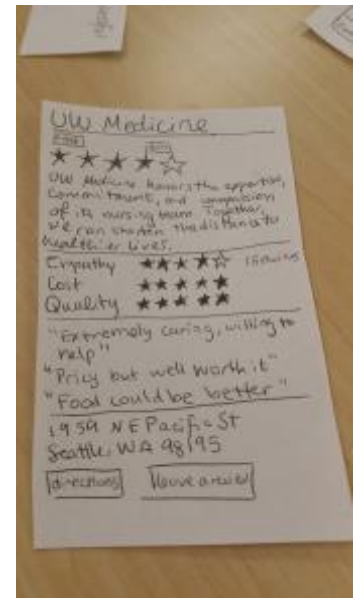 UW Medicine
★★★★☆
UW Medicine honors the expertise,
commitment, and compassion
of its nursing team. Together,
we can shorten the distance to
healthier lives.
Empathy ★★★★☆
Cost ★★★★★
Quality ★★★★★
"Extremely caring, willing to
help"
"Pricy but well worth it"
"Food could be better"
1959 NE Pacific St
Seattle, WA 98195
directions leave a review